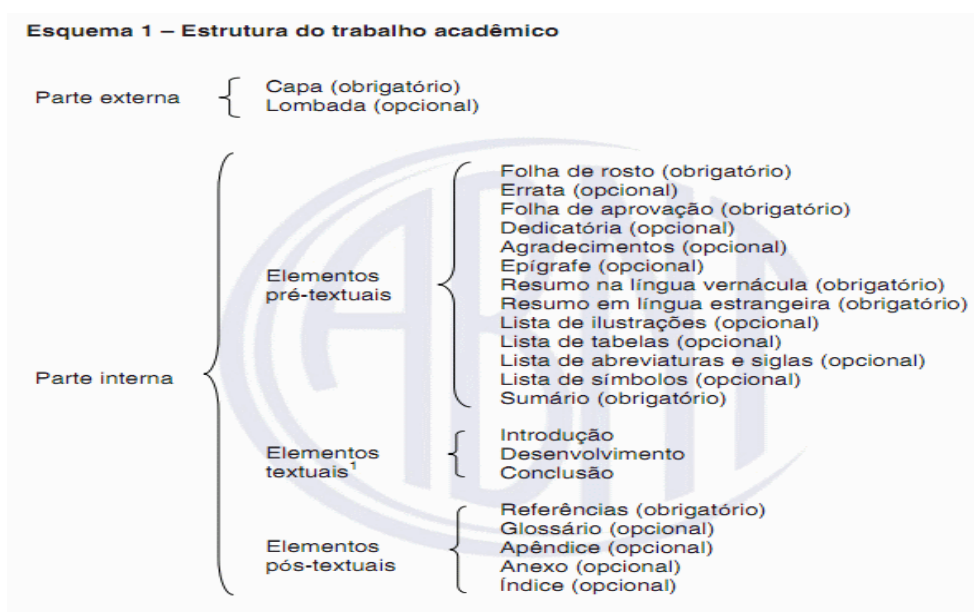 Esquema 1 – Estrutura do trabalho acadêmico
Parte externa
Capa (obrigatório)
Lombada (opcional)
Parte interna
Elementos
pré-textuais
Folha de rosto (obrigatório)
Errata (opcional)
Folha de aprovação (obrigatório)
Dedicatória (opcional)
Agradecimentos (opcional)
Epígrafe (opcional)
Resumo na língua vernácula (obrigatório)
Resumo em língua estrangeira (obrigatório)
Lista de ilustrações (opcional)
Lista de tabelas (opcional)
Lista de abreviaturas e siglas (opcional)
Lista de símbolos (opcional)
Sumário (obrigatório)
Elementos
textuais¹
Introdução
Desenvolvimento
Conclusão
Elementos
pós-textuais
Referências (obrigatório)
Glossário (opcional)
Apêndice (opcional)
Anexo (opcional)
Índice (opcional)
ABNT